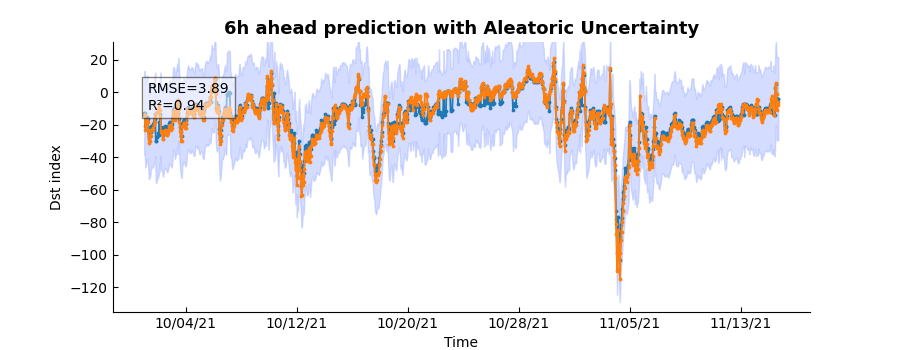 6h ahead prediction with Aleatoric Uncertainty
20
0
−20
−40
−60
−80
−100
−120
Dst index
RMSE=3.89
R²=0.94
10/04/21
10/12/21
10/20/21
10/28/21
11/05/21
11/13/21
Time